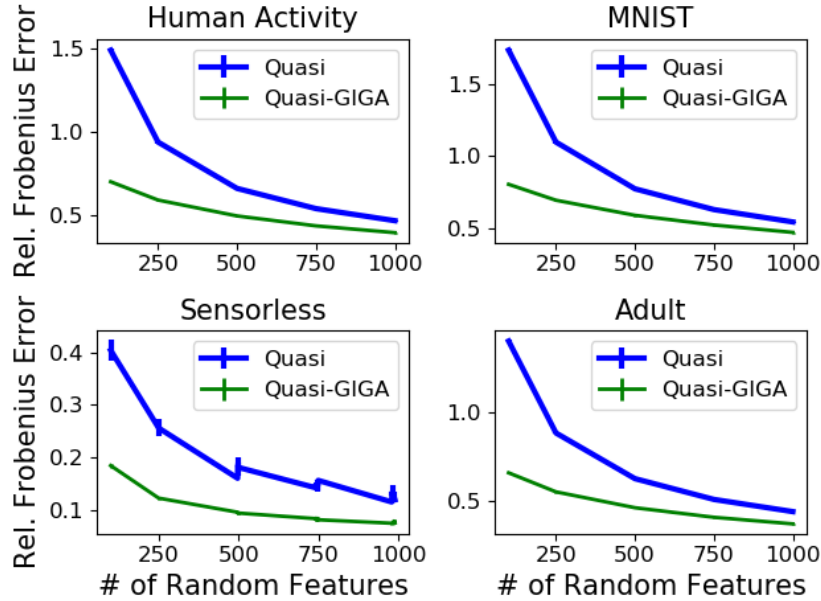 Human Activity
Rel. Frobenius Error
1.5
1.0
0.5
Quasi
Quasi-GIGA
250
500
750
1000
MNIST
1.5
1.0
0.5
Quasi
Quasi-GIGA
250
500
750
1000
Sensorless
Rel. Frobenius Error
0.4
0.3
0.2
0.1
Quasi
Quasi-GIGA
250
500
750
1000
# of Random Features
Adult
1.0
0.5
Quasi
Quasi-GIGA
250
500
750
1000
# of Random Features